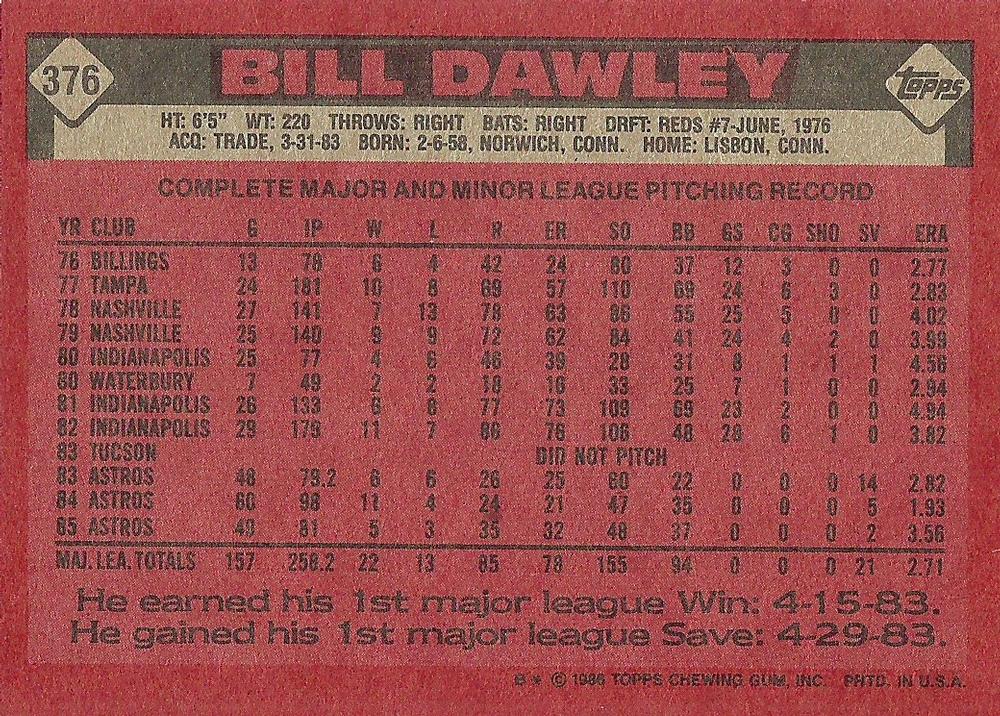 376 BILL DAWLEY Topps
HT: 6'5" WT: 220 THROWS: RIGHT BATS: RIGHT DRFT: REDS #7-JUNE, 1976
ACQ: TRADE, 3-31-83 BORN: 2-6-58, NORWICH, CONN. HOME: LISBON, CONN.
COMPLETE MAJOR AND MINOR LEAGUE PITCHING RECORD
YR CLUB G IP W L R ER SO BB GS CG SHO SV ERA
76 BILLINGS 13 78 6 4 42 24 60 37 12 3 0 0 2.77
77 TAMPA 24 181 10 8 69 57 110 69 24 6 3 0 2.83
78 NASHVILLE 27 141 7 13 78 63 86 55 25 5 0 0 4.02
79 NASHVILLE 25 140 9 9 72 62 84 41 24 4 2 0 3.99
80 INDIANAPOLIS 25 77 4 6 46 39 28 31 8 1 1 1 4.56
80 WATERBURY 7 49 2 2 18 16 33 25 7 1 0 0 2.94
81 INDIANAPOLIS 26 133 6 8 77 73 109 69 23 2 0 0 4.94
82 INDIANAPOLIS 29 179 11 7 86 76 106 48 28 6 1 0 3.82
83 TUCSON DID NOT PITCH
83 ASTROS 48 79.2 6 6 26 25 60 22 0 0 0 14 2.82
84 ASTROS 60 98 11 4 24 21 47 35 0 0 0 5 1.93
85 ASTROS 49 81 5 3 35 32 48 37 0 0 0 2 3.56
MAJ. LEA. TOTALS 157 258.2 22 13 85 78 155 94 0 0 0 21 2.71
He earned his 1st major league Win: 4-15-83.
He gained his 1st major league Save: 4-29-83.
B * © 1986 TOPPS CHEWING GUM, INC. PRTD. IN U.S.A.